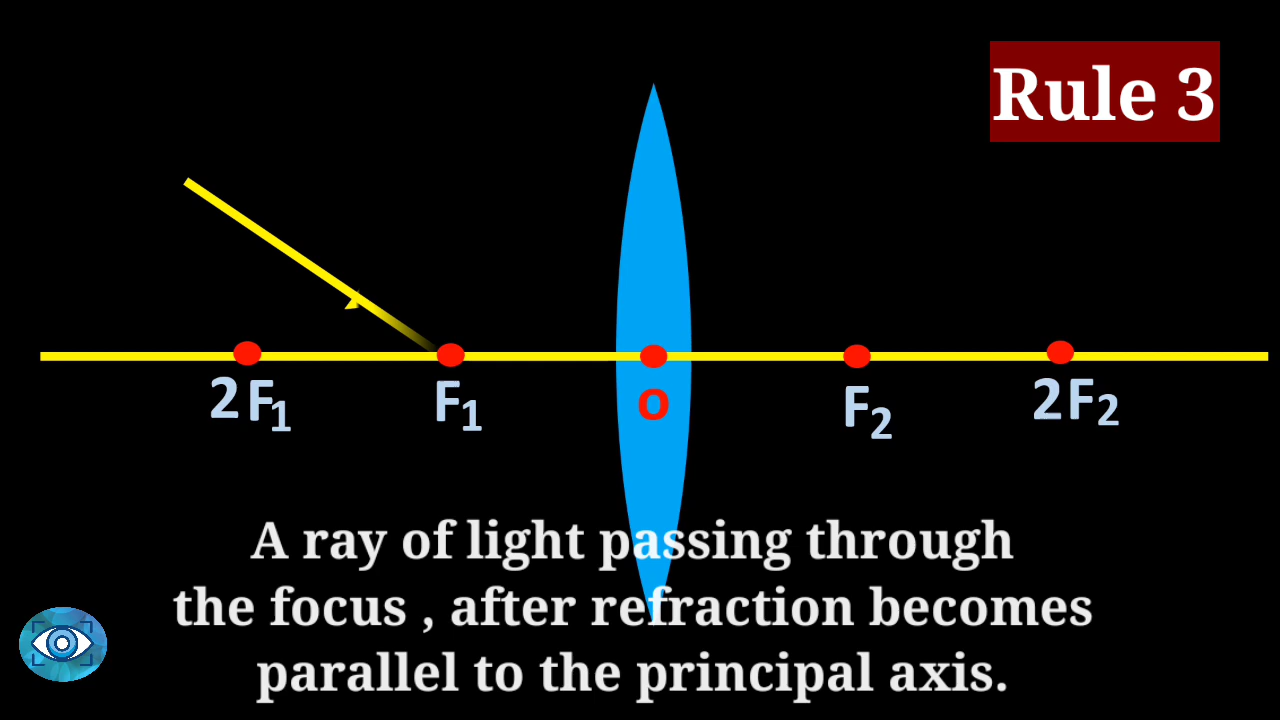 Rule 3
2F₁ F₁ O F₂ 2F₂
A ray of light passing through
the focus , after refraction becomes
parallel to the principal axis.